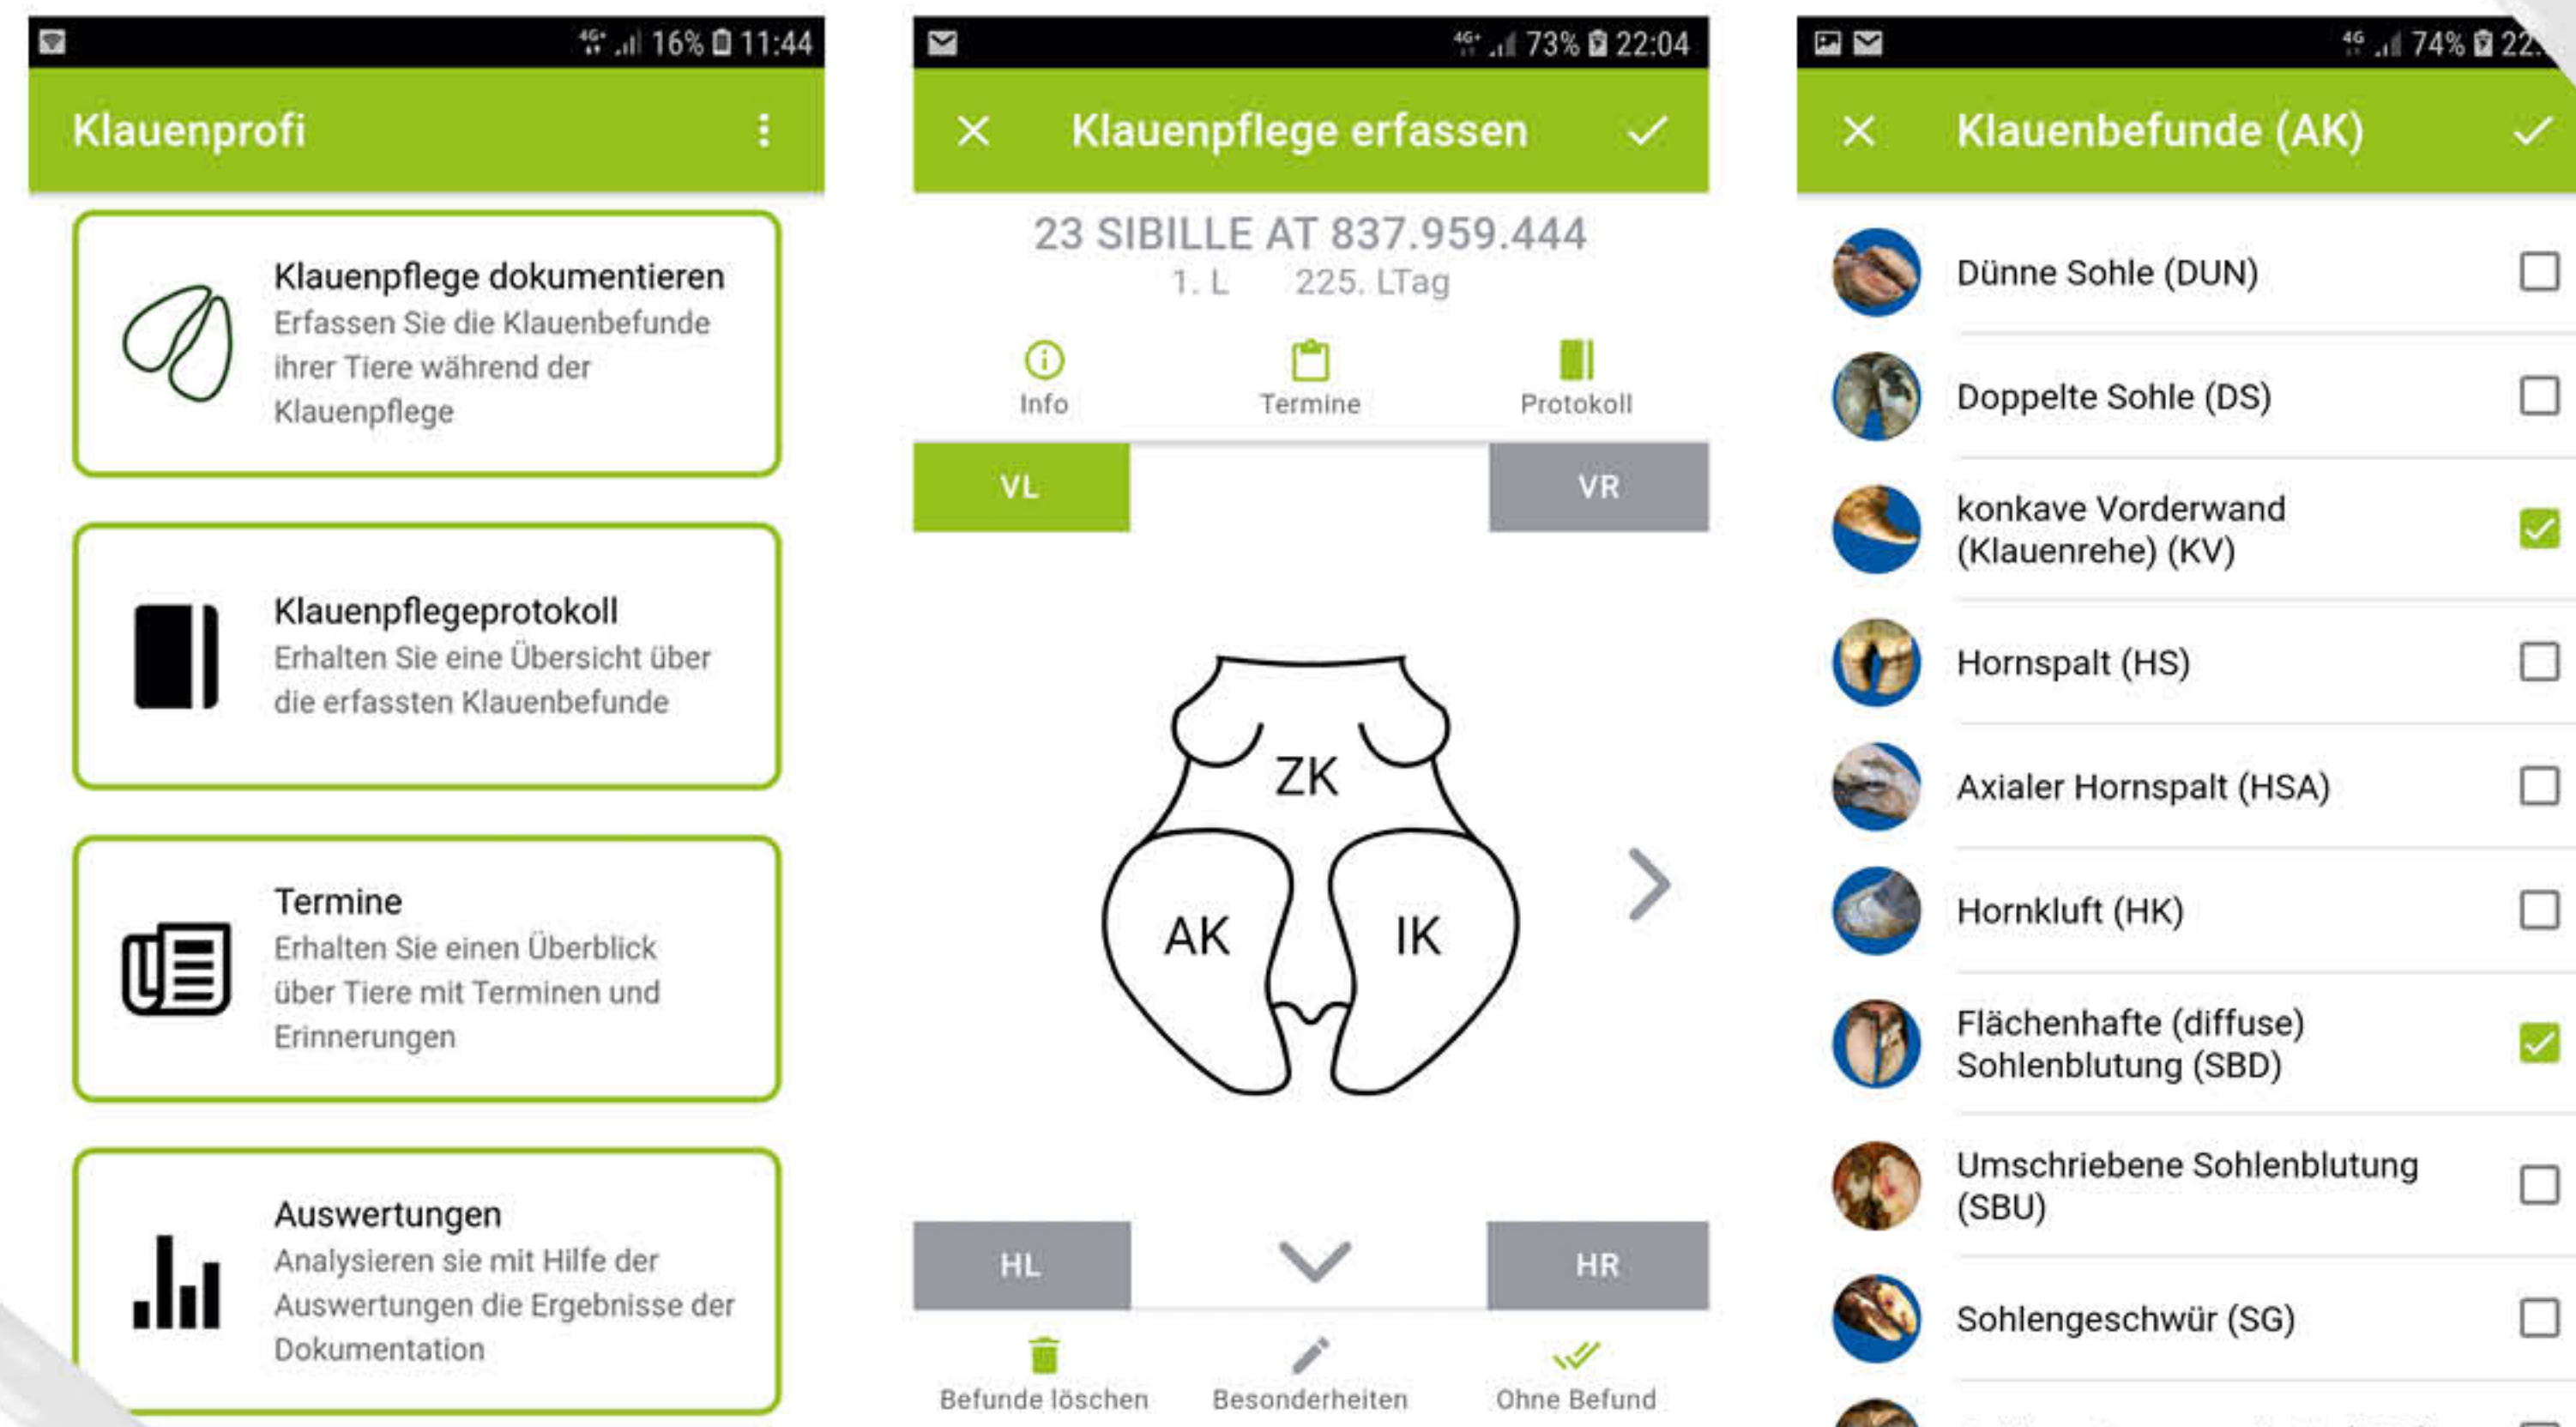 4G+ 16% 11:44
Klauenprofi
Klauenpflege dokumentieren
Erfassen Sie die Klauenbefunde
ihrer Tiere während der
Klauenpflege
Klauenpflegeprotokoll
Erhalten Sie eine Übersicht über
die erfassten Klauenbefunde
Termine
Erhalten Sie einen Überblick
über Tiere mit Terminen und
Erinnerungen
Auswertungen
Analysieren sie mit Hilfe der
Auswertungen die Ergebnisse der
Dokumentation
4G+ 73% 22:04
Klauenpflege erfassen
23 SIBILLE AT 837.959.444
1. L 225. LTag
Info Termine Protokoll
VL VR
ZK
AK IK
HL HR
Befunde löschen Besonderheiten Ohne Befund
4G 74% 22
Klauenbefunde (AK)
Dünne Sohle (DUN)
Doppelte Sohle (DS)
konkave Vorderwand
(Klauenrehe) (KV)
Hornspalt (HS)
Axialer Hornspalt (HSA)
Hornkluft (HK)
Flächenhafte (diffuse)
Sohlenblutung (SBD)
Umschriebene Sohlenblutung
(SBU)
Sohlengeschwür (SG)